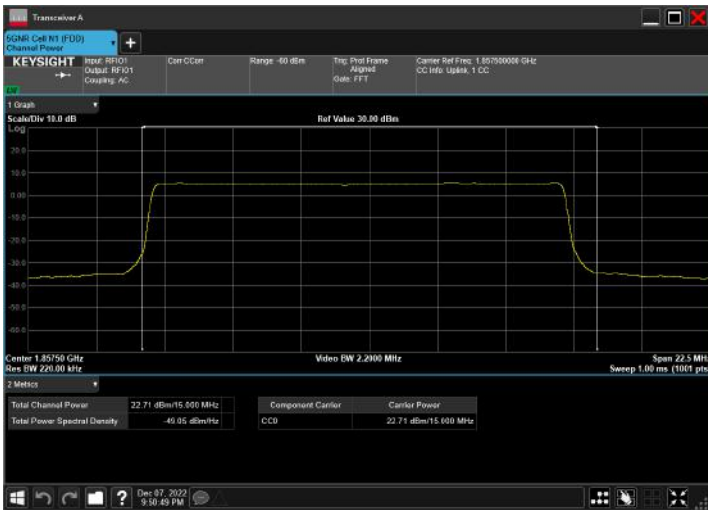 Transceiver A
5GNR Cell N1 (FDD)
Channel Power
KEYSIGHT
Input: RFIO1
Output: RFIO1
Coupling: AC
Corr CCorr
Range: -60 dBm
Trig: Prot Frame
Aligned
Gate: FFT
Carrier Ref Freq: 1.857500000 GHz
CC Info: Uplink, 1 CC
1 Graph
Scale/Div 10.0 dB
Ref Value 30.00 dBm
Log
20.0
10.0
0.00
-10.0
-20.0
-30.0
-40.0
-50.0
-60.0
Center 1.85750 GHz
Video BW 2.2000 MHz
Span 22.5 MHz
Res BW 220.00 kHz
Sweep 1.00 ms (1001 pts
2 Metrics
Total Channel Power 22.71 dBm/15.000 MHz
Total Power Spectral Density -49.05 dBm/Hz
Component Carrier Carrier Power
CC0 22.71 dBm/15.000 MHz
Dec 07, 2022
9:50:49 PM